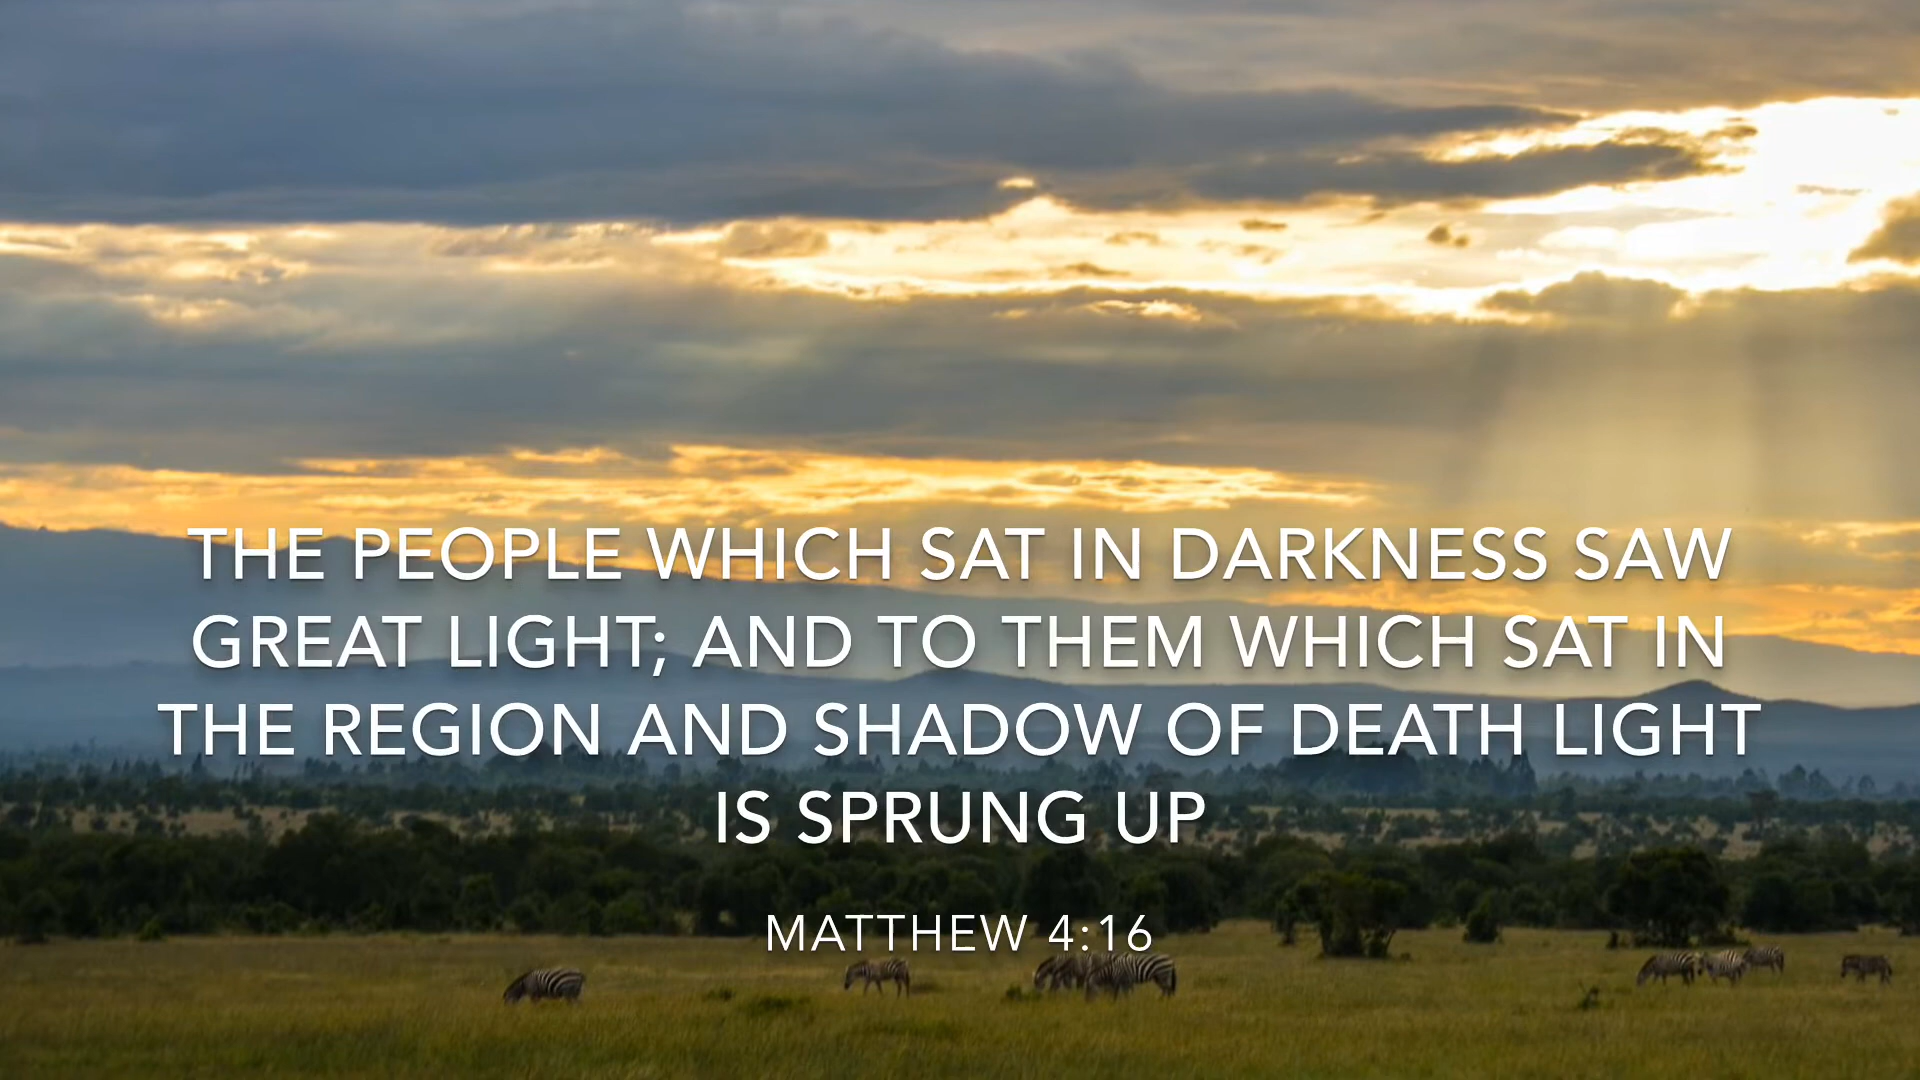 THE PEOPLE WHICH SAT IN DARKNESS SAW
GREAT LIGHT; AND TO THEM WHICH SAT IN
THE REGION AND SHADOW OF DEATH LIGHT
IS SPRUNG UP
MATTHEW 4:16